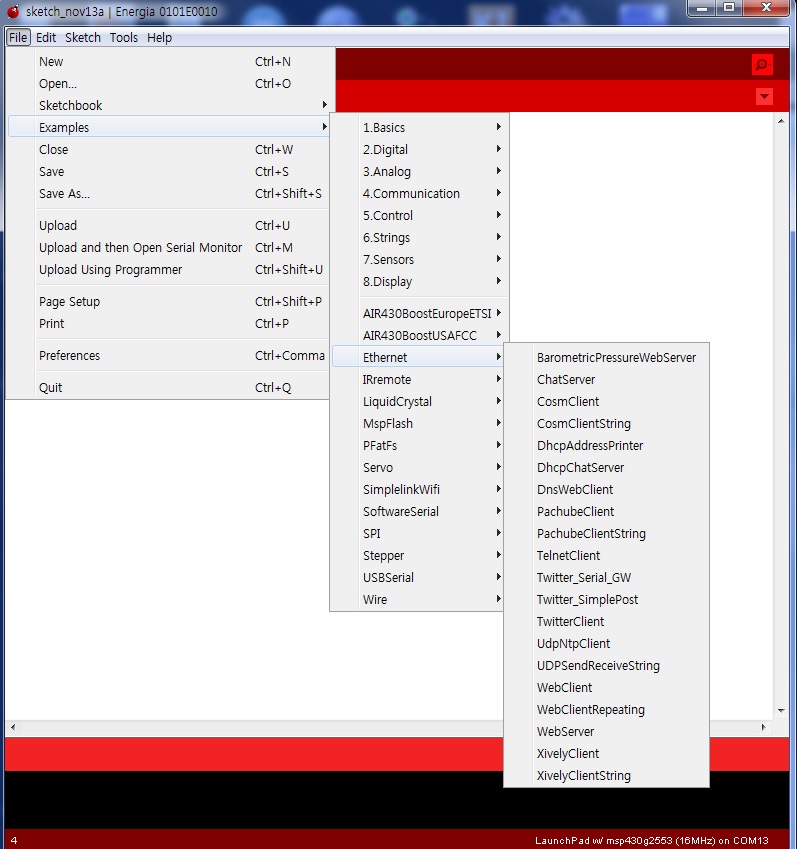 sketch_nov13a | Energia 0101E0010
File Edit Sketch Tools Help
New Ctrl+N
Open... Ctrl+O
Sketchbook
Examples
Close Ctrl+W
Save Ctrl+S
Save As... Ctrl+Shift+S
Upload Ctrl+U
Upload and then Open Serial Monitor Ctrl+M
Upload Using Programmer Ctrl+Shift+U
Page Setup Ctrl+Shift+P
Print Ctrl+P
Preferences Ctrl+Comma
Quit Ctrl+Q
1.Basics
2.Digital
3.Analog
4.Communication
5.Control
6.Strings
7.Sensors
8.Display
AIR430BoostEuropeETSI
AIR430BoostUSAFCC
Ethernet
IRremote
LiquidCrystal
MspFlash
PFatFs
Servo
SimplelinkWifi
SoftwareSerial
SPI
Stepper
USBSerial
Wire
BarometricPressureWebServer
ChatServer
CosmClient
CosmClientString
DhcpAddressPrinter
DhcpChatServer
DnsWebClient
PachubeClient
PachubeClientString
TelnetClient
Twitter_Serial_GW
Twitter_SimplePost
TwitterClient
UdpNtpClient
UDPSendReceiveString
WebClient
WebClientRepeating
WebServer
XivelyClient
XivelyClientString
4 LaunchPad w/ msp430g2553 (16MHz) on COM13